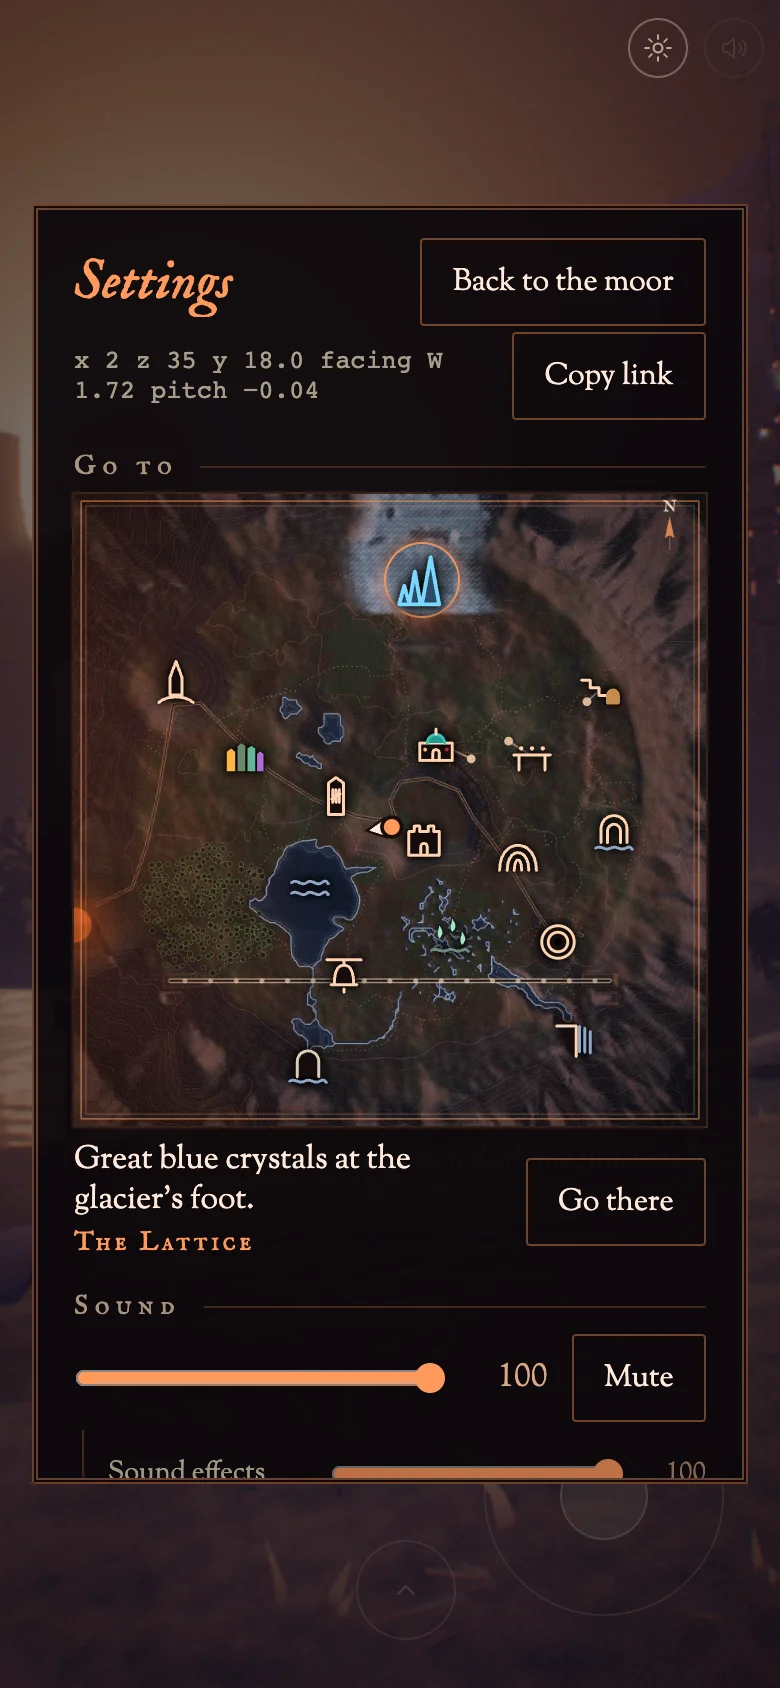 Settings
Back to the moor
x 2 z 35 y 18.0 facing W
1.72 pitch −0.04
Copy link
Go to
N
Great blue crystals at the
glacier’s foot.
The Lattice
Go there
Sound
100
Mute
Sound effects
100